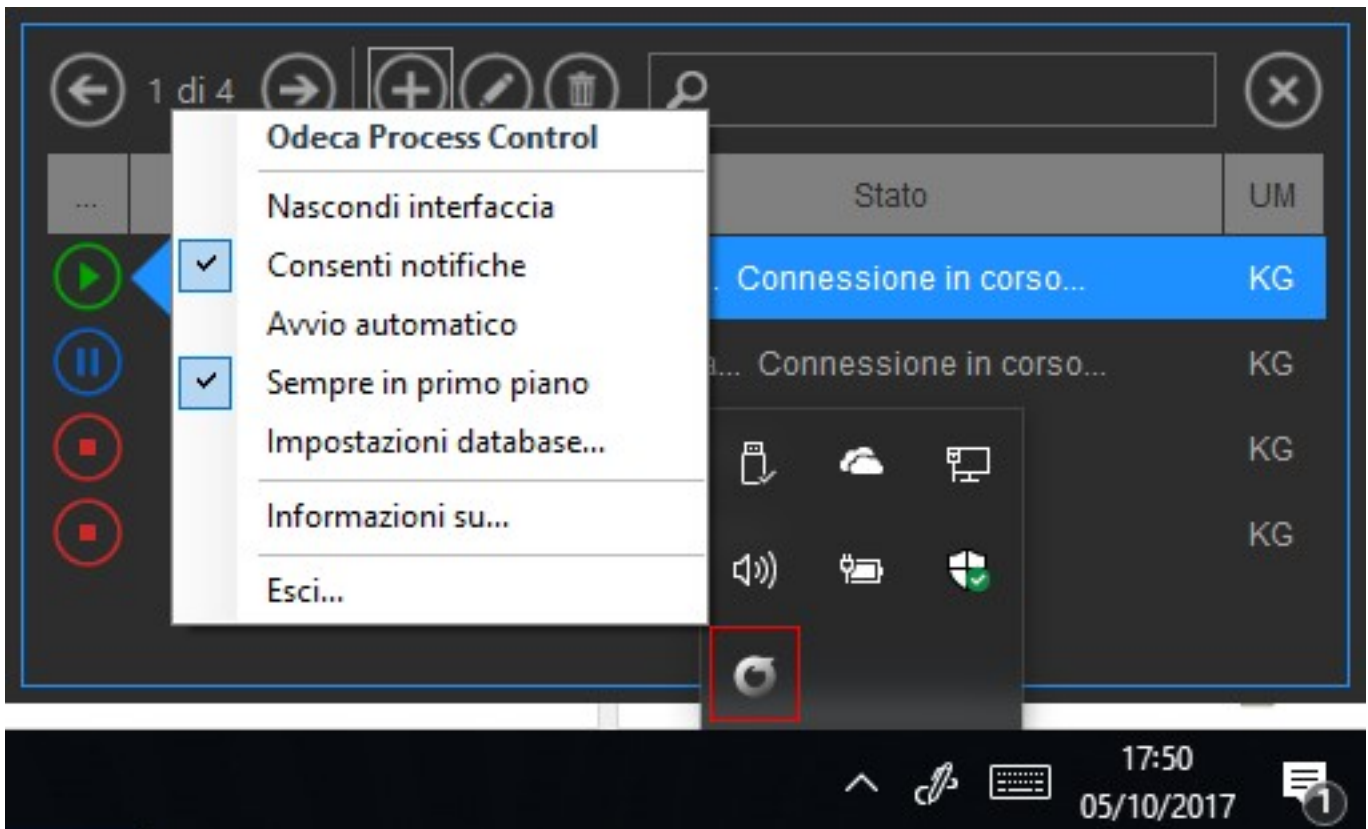 1 di 4
Odeca Process Control
Nascondi interfaccia
Consenti notifiche
Avvio automatico
Sempre in primo piano
Impostazioni database...
Informazioni su...
Esci...
... Stato UM
. Connessione in corso... KG
... Connessione in corso... KG
KG
KG
17:50
05/10/2017
1